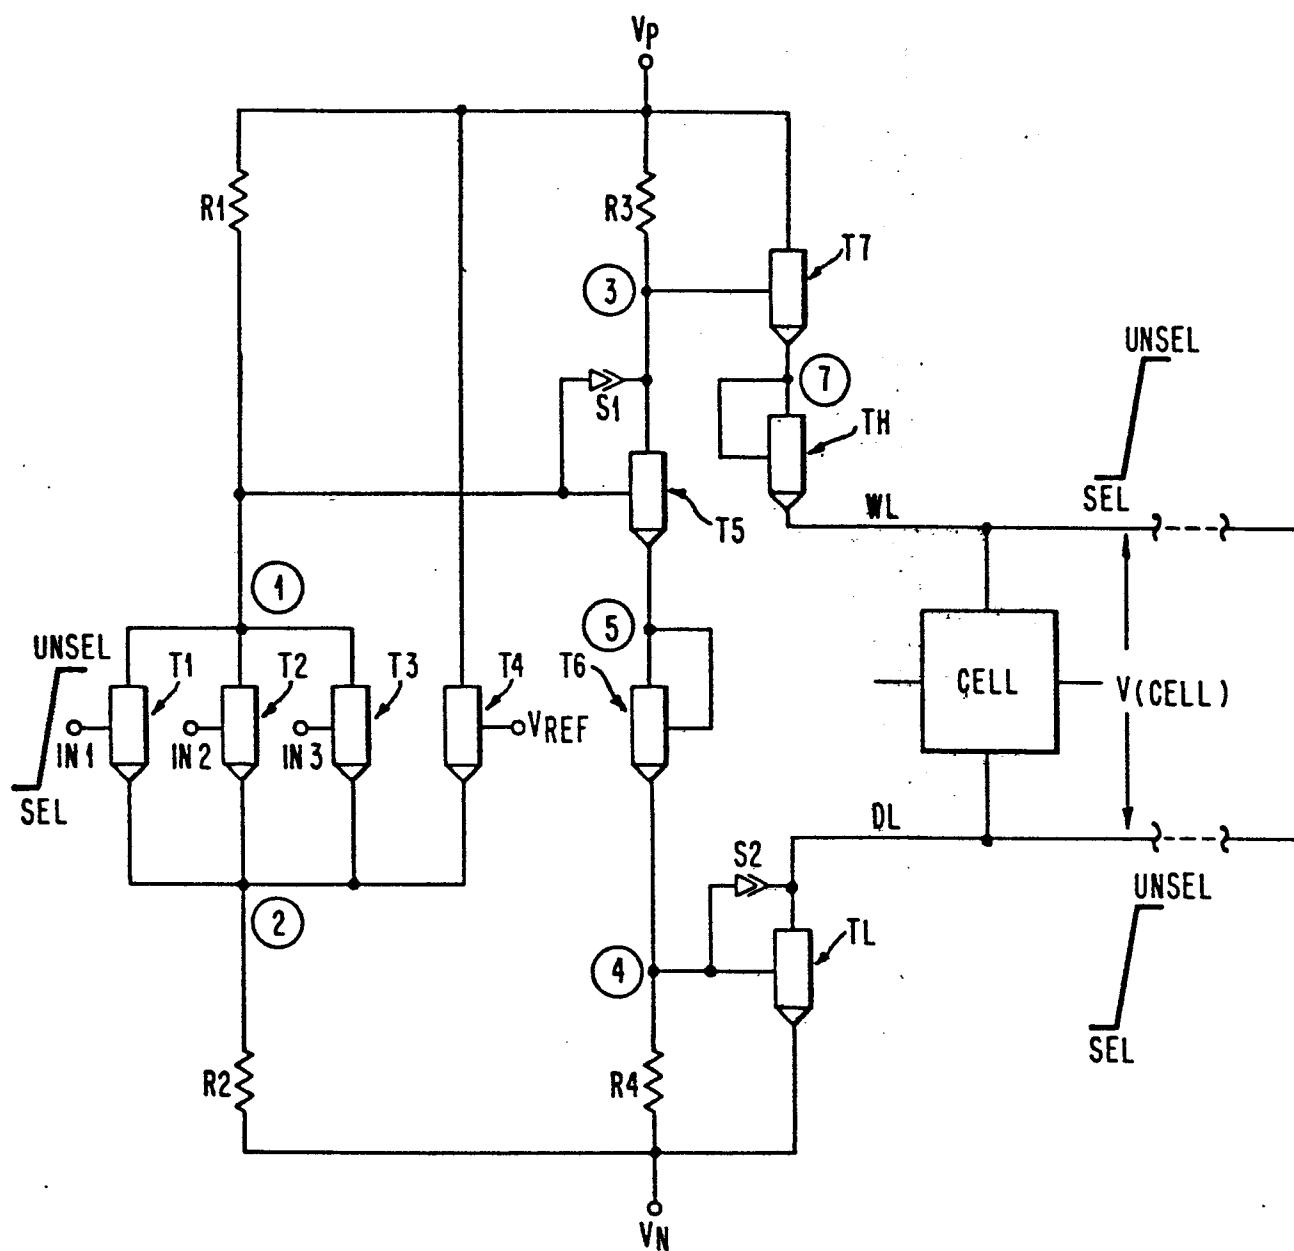 VP
R1
R3
T7
3
7
UNSEL
S1
TH
SEL
WL
T5
1
5
UNSEL
T1
T2
T3
T4
T6
CELL
V(CELL)
IN1
IN2
IN3
VREF
SEL
DL
S2
UNSEL
2
TL
4
SEL
R2
R4
VN